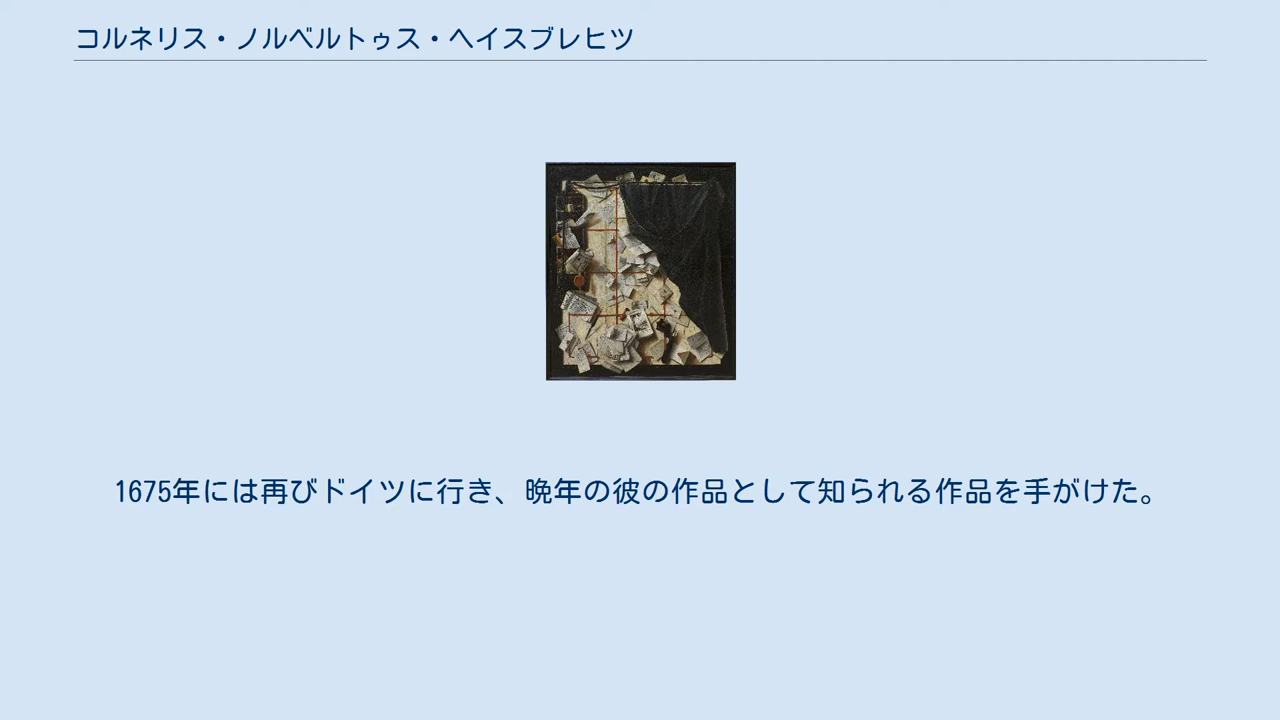 コルネリス・ノルベルトゥス・ヘイスブレヒツ
1675年には再びドイツに行き、晩年の彼の作品として知られる作品を手がけた。